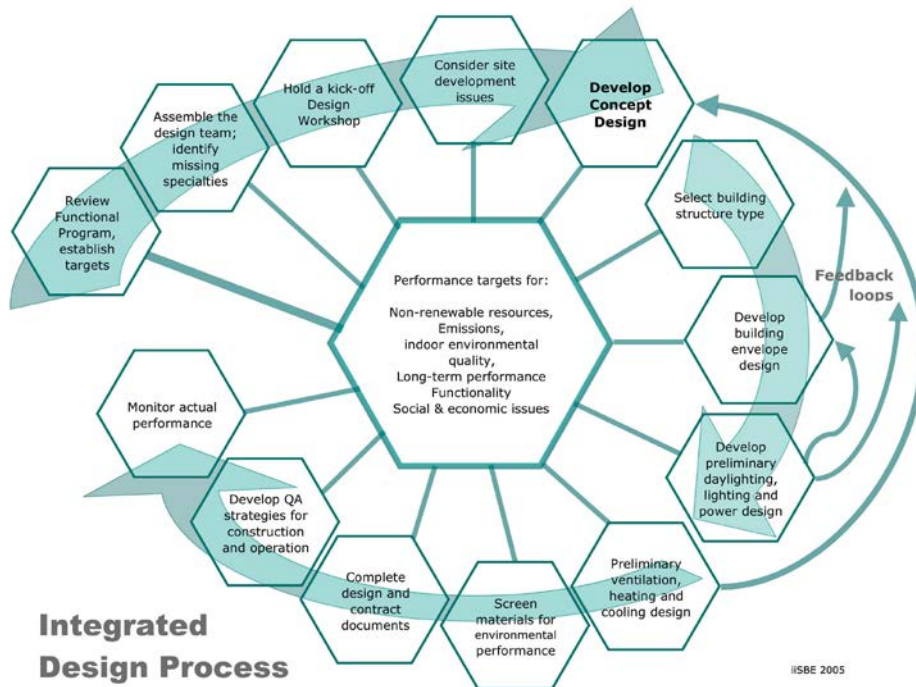 Review
Functional
Program,
establish
targets
Assemble the
design team;
identify
missing
specialties
Hold a kick-off
Design
Workshop
Consider site
development
issues
Develop
Concept
Design
Select building
structure type
Develop
building
envelope
design
Develop
preliminary
daylighting,
lighting and
power design
Preliminary
ventilation,
heating and
cooling design
Screen
materials for
environmental
performance
Complete
design and
contract
documents
Develop QA
strategies for
construction
and operation
Monitor actual
performance
Performance targets for:
Non-renewable resources,
Emissions,
indoor environmental
quality,
Long-term performance
Functionality
Social & economic issues
Feedback
loops
Integrated
Design Process
iiSBE 2005